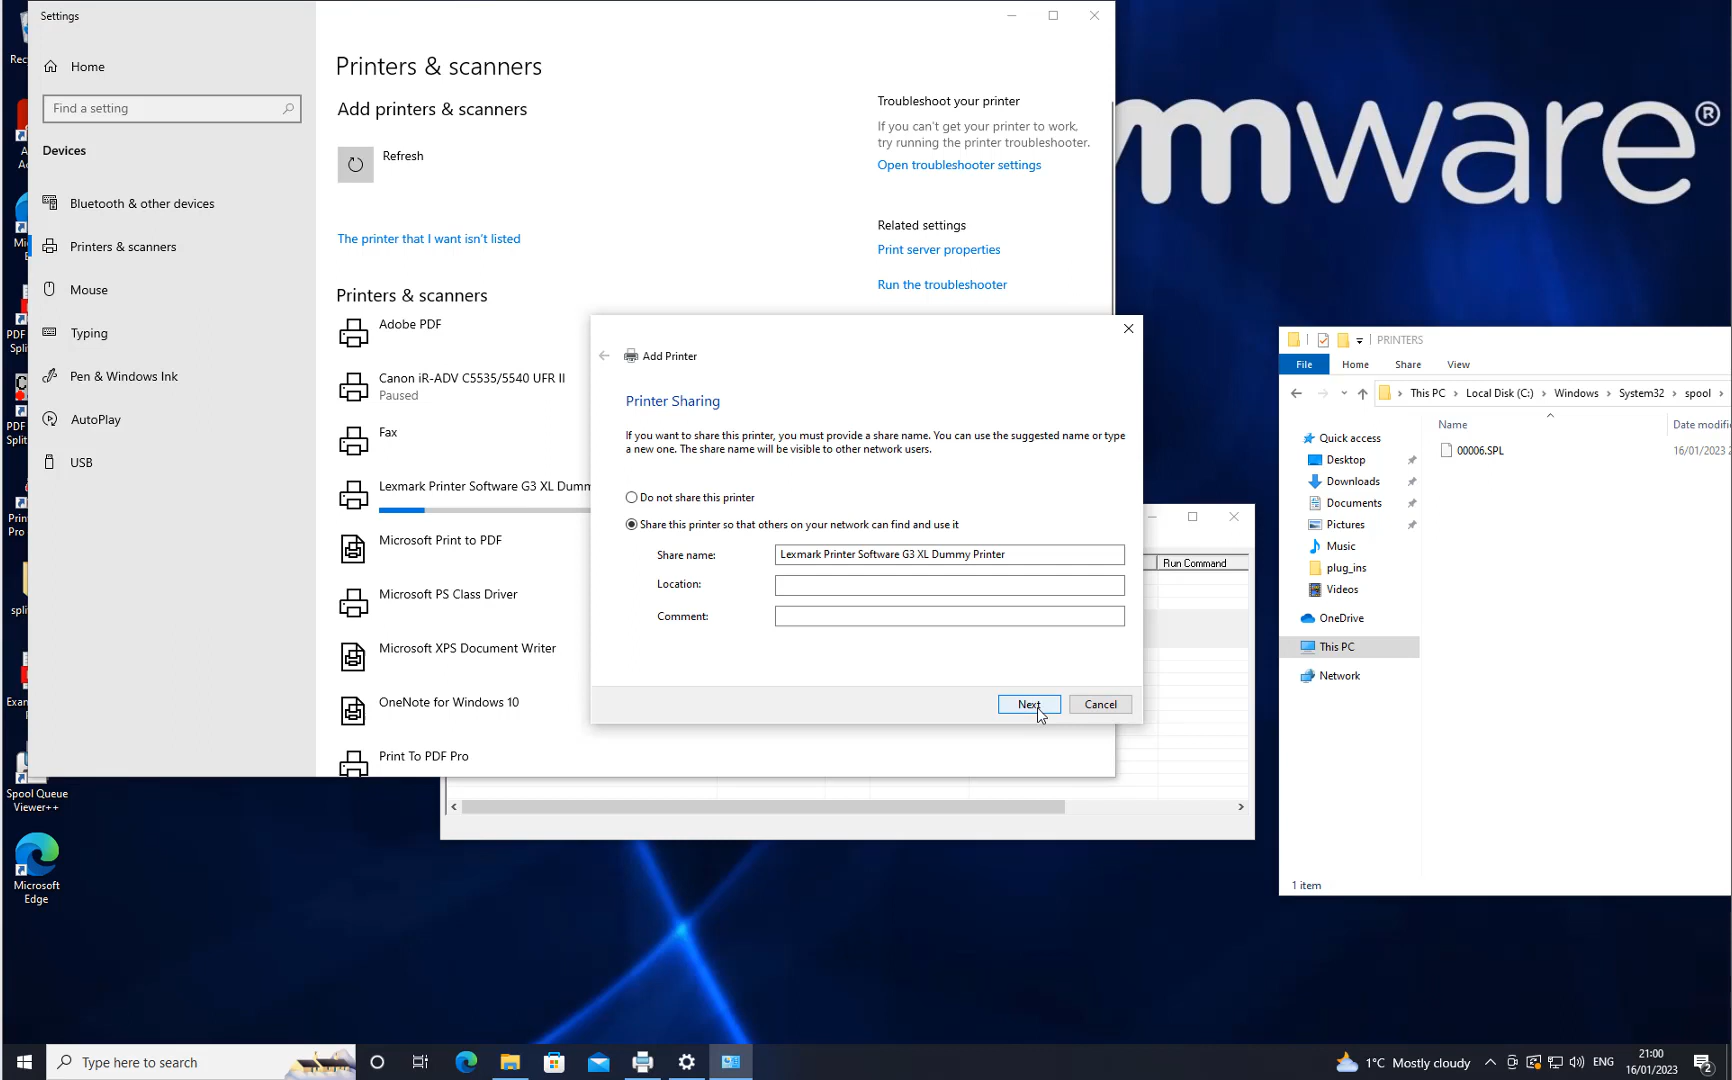 Settings
Home
Find a setting
Devices
Bluetooth & other devices
Printers & scanners
Mouse
Typing
Pen & Windows Ink
AutoPlay
USB
Printers & scanners
Add printers & scanners
Refresh
The printer that I want isn't listed
Printers & scanners
Adobe PDF
Canon iR-ADV C5535/5540 UFR II
Paused
Fax
Lexmark Printer Software G3 XL Dumm
Microsoft Print to PDF
Microsoft PS Class Driver
Microsoft XPS Document Writer
OneNote for Windows 10
Print To PDF Pro
Troubleshoot your printer
If you can't get your printer to work,
try running the printer troubleshooter.
Open troubleshooter settings
Related settings
Print server properties
Run the troubleshooter
Add Printer
Printer Sharing
If you want to share this printer, you must provide a share name. You can use the suggested name or type
a new one. The share name will be visible to other network users.
Do not share this printer
Share this printer so that others on your network can find and use it
Share name: Lexmark Printer Software G3 XL Dummy Printer
Location:
Comment:
Next Cancel
Run Command
mware®
PRINTERS
File Home Share View
This PC Local Disk (C:) Windows System32 spool
Name Date modifi
00006.SPL 16/01/2023 2
Quick access
Desktop
Downloads
Documents
Pictures
Music
plug_ins
Videos
OneDrive
This PC
Network
1 item
Rec
PDF
Spli
PDF
Split
Prin
Pro
spli
Exan
Spool Queue
Viewer++
Microsoft
Edge
Type here to search
1°C Mostly cloudy
ENG
21:00
16/01/2023
2